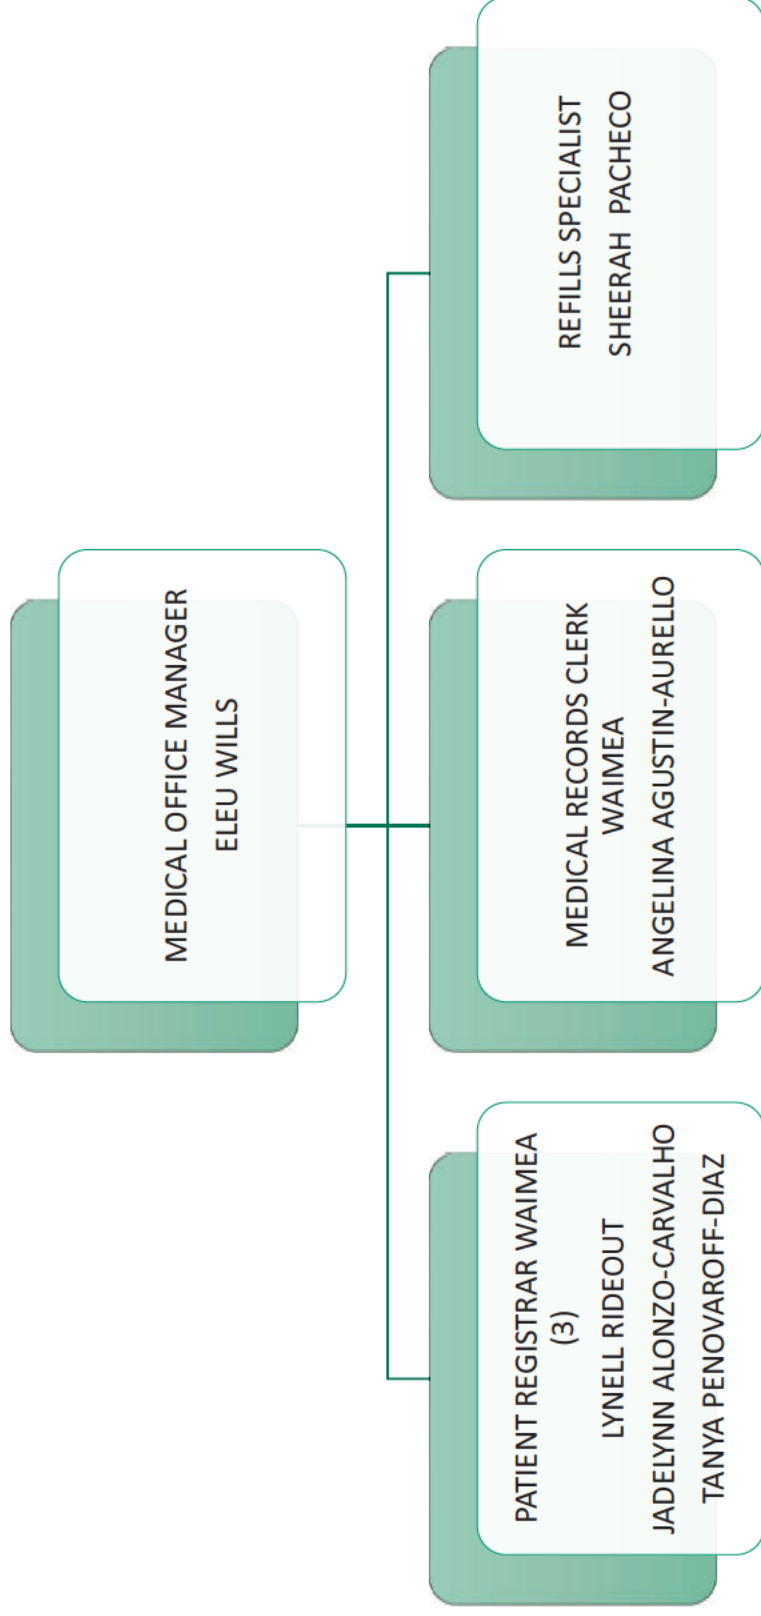 MEDICAL OFFICE MANAGER
ELEU WILLS
PATIENT REGISTRAR WAIMEA
(3)
LYNELL RIDEOUT
JADELYNN ALONZO-CARVALHO
TANYA PENOVAROFF-DIAZ
MEDICAL RECORDS CLERK
WAIMEA
ANGELINA AGUSTIN-AURELLO
REFILLS SPECIALIST
SHEERAH PACHECO